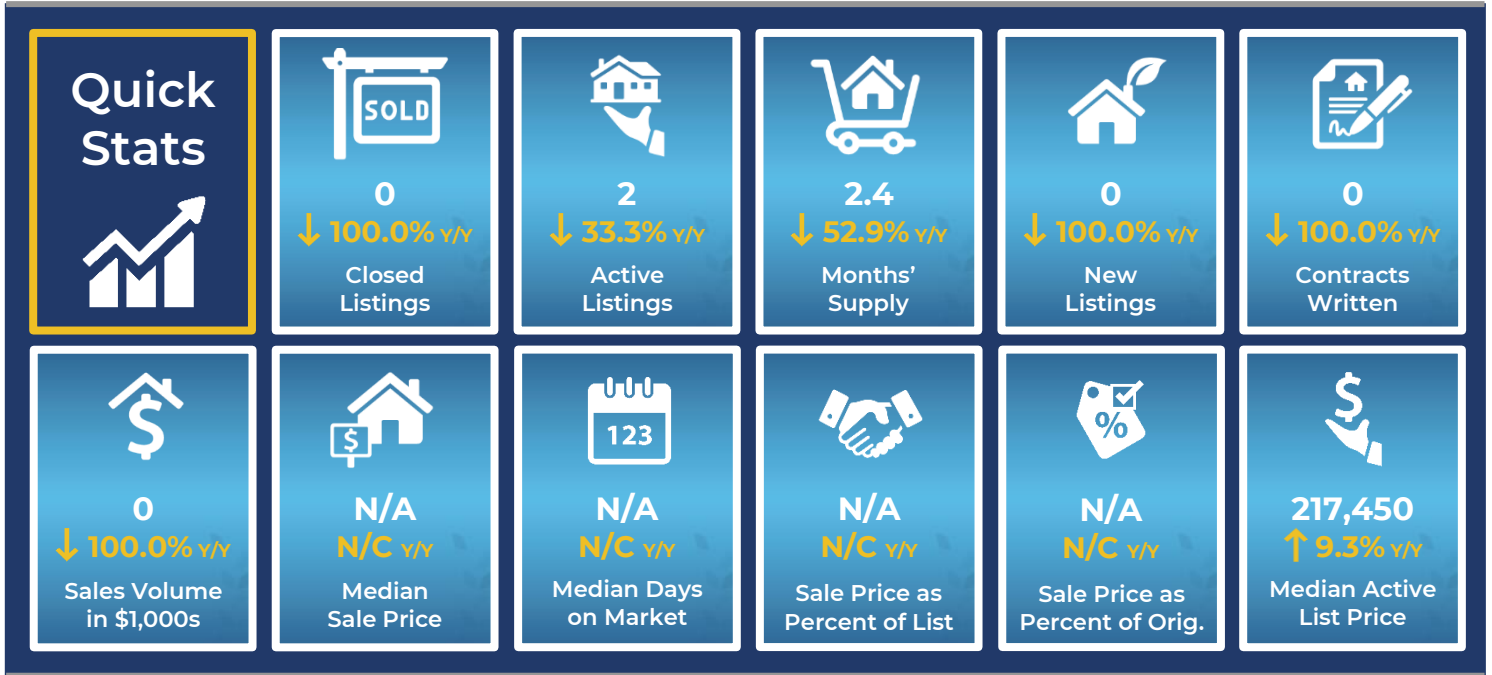 Quick
Stats
SOLD
0
↓ 100.0% Y/Y
Closed
Listings
2
↓ 33.3% Y/Y
Active
Listings
2.4
↓ 52.9% Y/Y
Months’
Supply
0
↓ 100.0% Y/Y
New
Listings
0
↓ 100.0% Y/Y
Contracts
Written
$
0
↓ 100.0% Y/Y
Sales Volume
in $1,000s
$
N/A
N/C Y/Y
Median
Sale Price
123
N/A
N/C Y/Y
Median Days
on Market
N/A
N/C Y/Y
Sale Price as
Percent of List
%
N/A
N/C Y/Y
Sale Price as
Percent of Orig.
$
217,450
↑ 9.3% Y/Y
Median Active
List Price